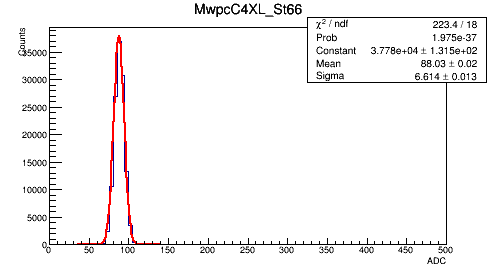 MwpcC4XL_St66
χ² / ndf 223.4 / 18
Prob 1.975e-37
Constant 3.778e+04 ± 1.315e+02
Mean 88.03 ± 0.02
Sigma 6.614 ± 0.013
Counts
35000
30000
25000
20000
15000
10000
5000
0
0 50 100 150 200 250 300 350 400 450 500
ADC